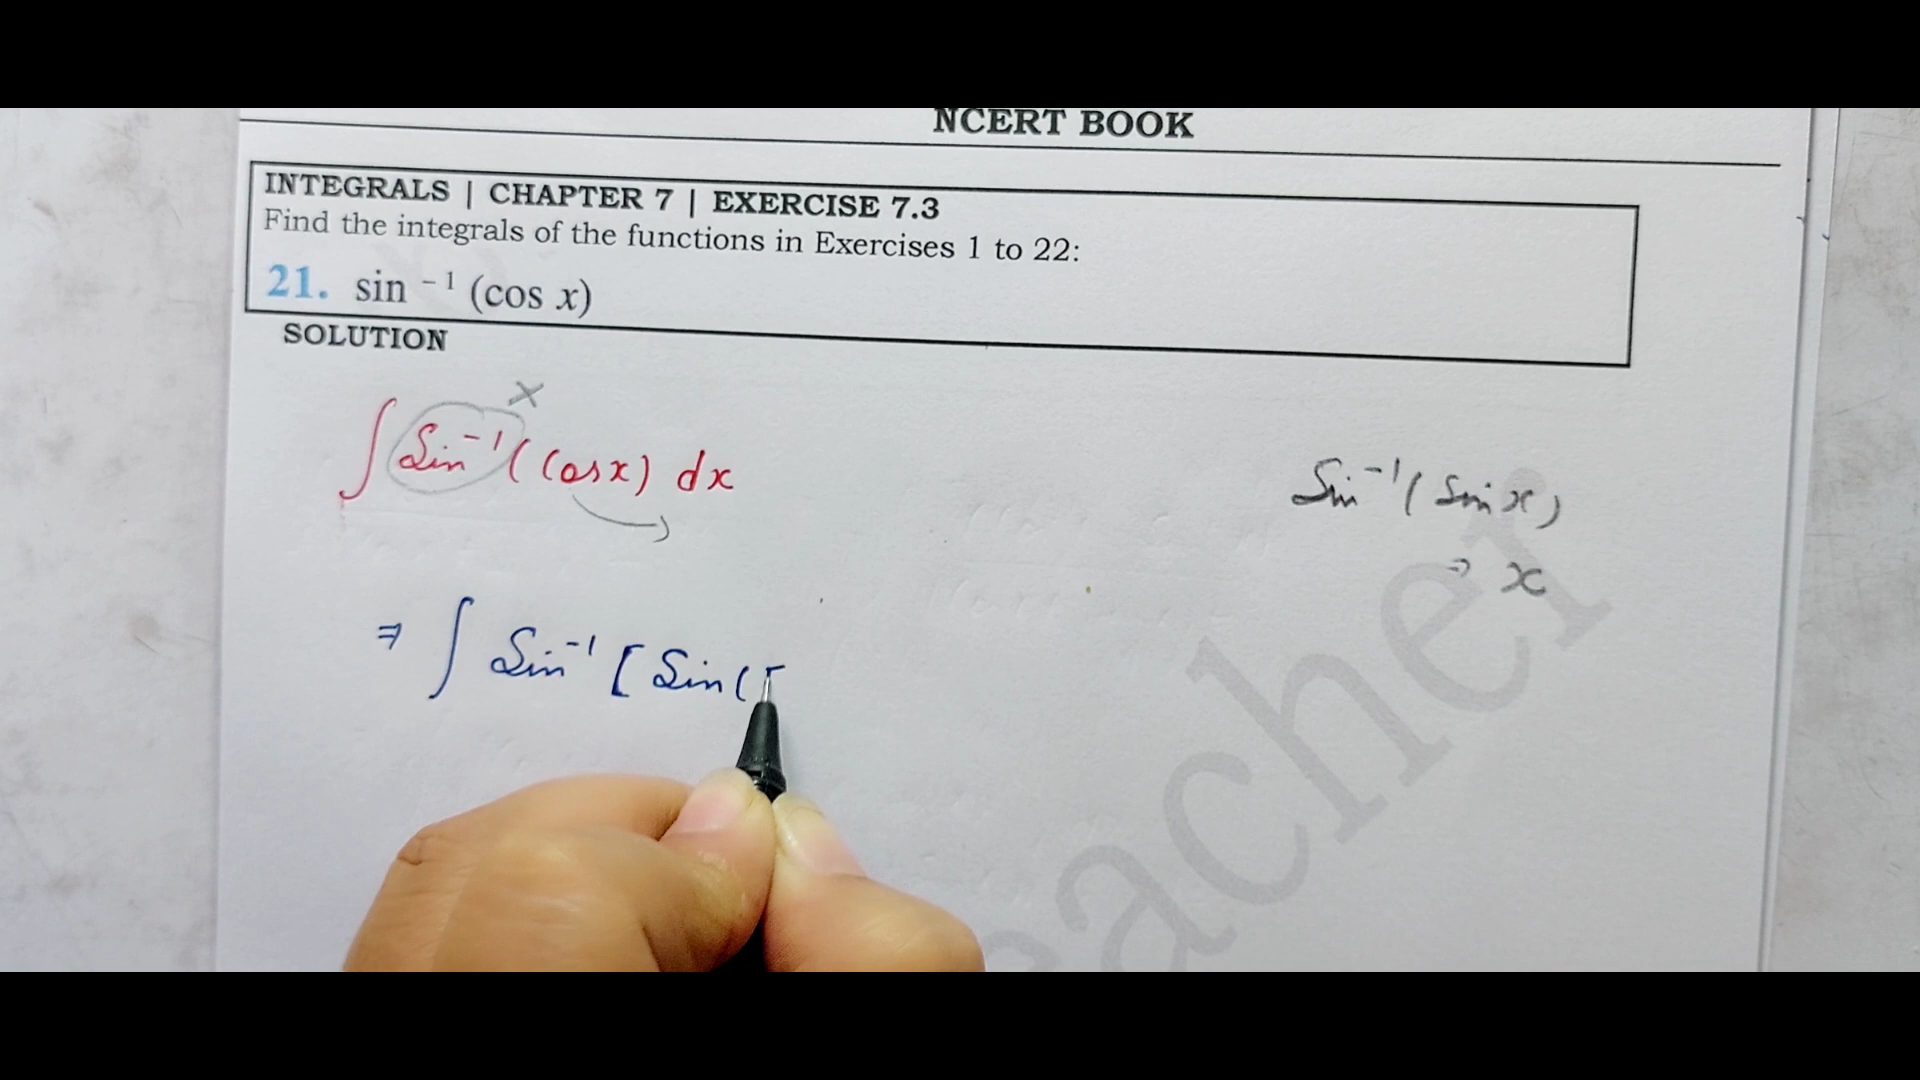 NCERT BOOK
INTEGRALS | CHAPTER 7 | EXERCISE 7.3
Find the integrals of the functions in Exercises 1 to 22:
21. sin⁻¹ (cos x)
SOLUTION
x
∫ Sin⁻¹ (Cosx) dx
Sin⁻¹ ( Sin x )
⇒ x
⇒ ∫ Sin⁻¹ [ Sin (